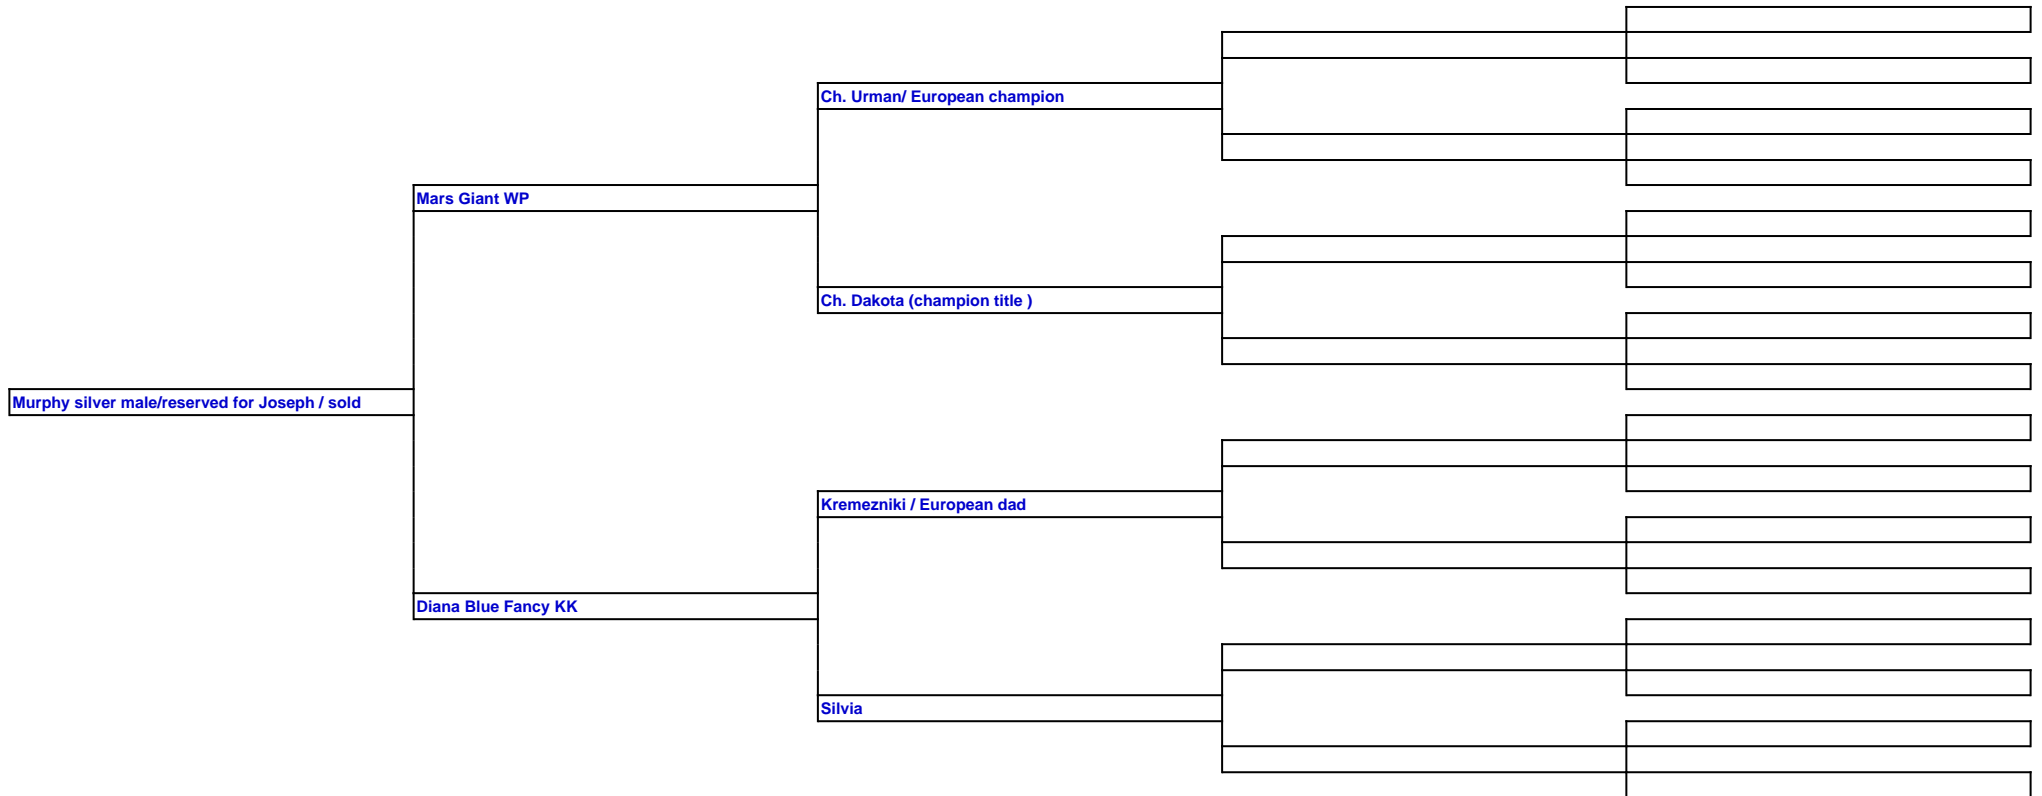 Ch. Urman/ European champion
Mars Giant WP
Ch. Dakota (champion title )
Murphy silver male/reserved for Joseph / sold
Kremezniki / European dad
Diana Blue Fancy KK
Silvia